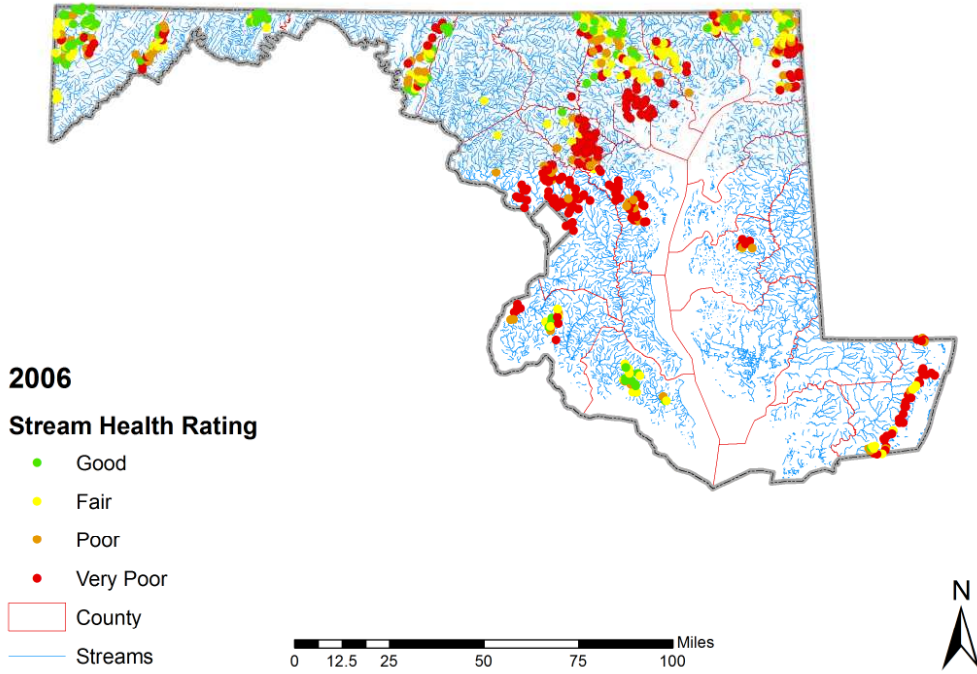 2006
Stream Health Rating
Good
Fair
Poor
Very Poor
County
Streams
N
Miles
0 12.5 25 50 75 100